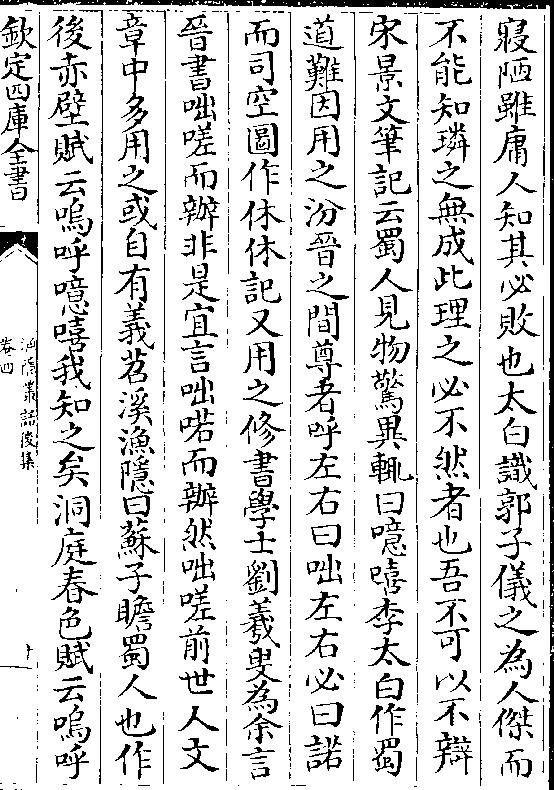 寢陋雖庸人知其必敗也太白識郭子儀之為人傑而
不能知璘之無成此理之必不然者也吾不可以不辯
宋景文筆記云蜀人見物驚異輒曰噫嘻李太白作蜀
道難因用之汾晉之間尊者呼左右曰咄左右必曰諾
而司空圖作休休記又用之修書學士劉羲叟為余言
晉書咄嗟而辦非是宜言咄喏而辦然咄嗟前世人文
章中多用之或自有義苕溪漁隱曰蘇子瞻蜀人也作
後赤壁賦云嗚呼噫嘻我知之矣洞庭春色賦云嗚呼
欽定四庫全書
漁隱叢話後集
卷四
十